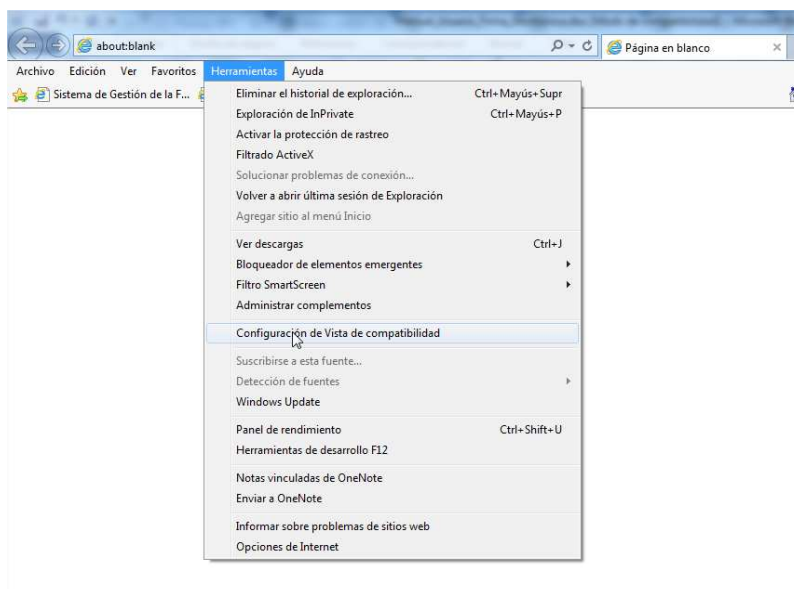 about:blank
Página en blanco
Archivo Edición Ver Favoritos Herramientas Ayuda
Sistema de Gestión de la F...
Eliminar el historial de exploración... Ctrl+Mayús+Supr
Exploración de InPrivate Ctrl+Mayús+P
Activar la protección de rastreo
Filtrado ActiveX
Solucionar problemas de conexión...
Volver a abrir última sesión de Exploración
Agregar sitio al menú Inicio
Ver descargas Ctrl+J
Bloqueador de elementos emergentes
Filtro SmartScreen
Administrar complementos
Configuración de Vista de compatibilidad
Suscribirse a esta fuente...
Detección de fuentes
Windows Update
Panel de rendimiento Ctrl+Shift+U
Herramientas de desarrollo F12
Notas vinculadas de OneNote
Enviar a OneNote
Informar sobre problemas de sitios web
Opciones de Internet